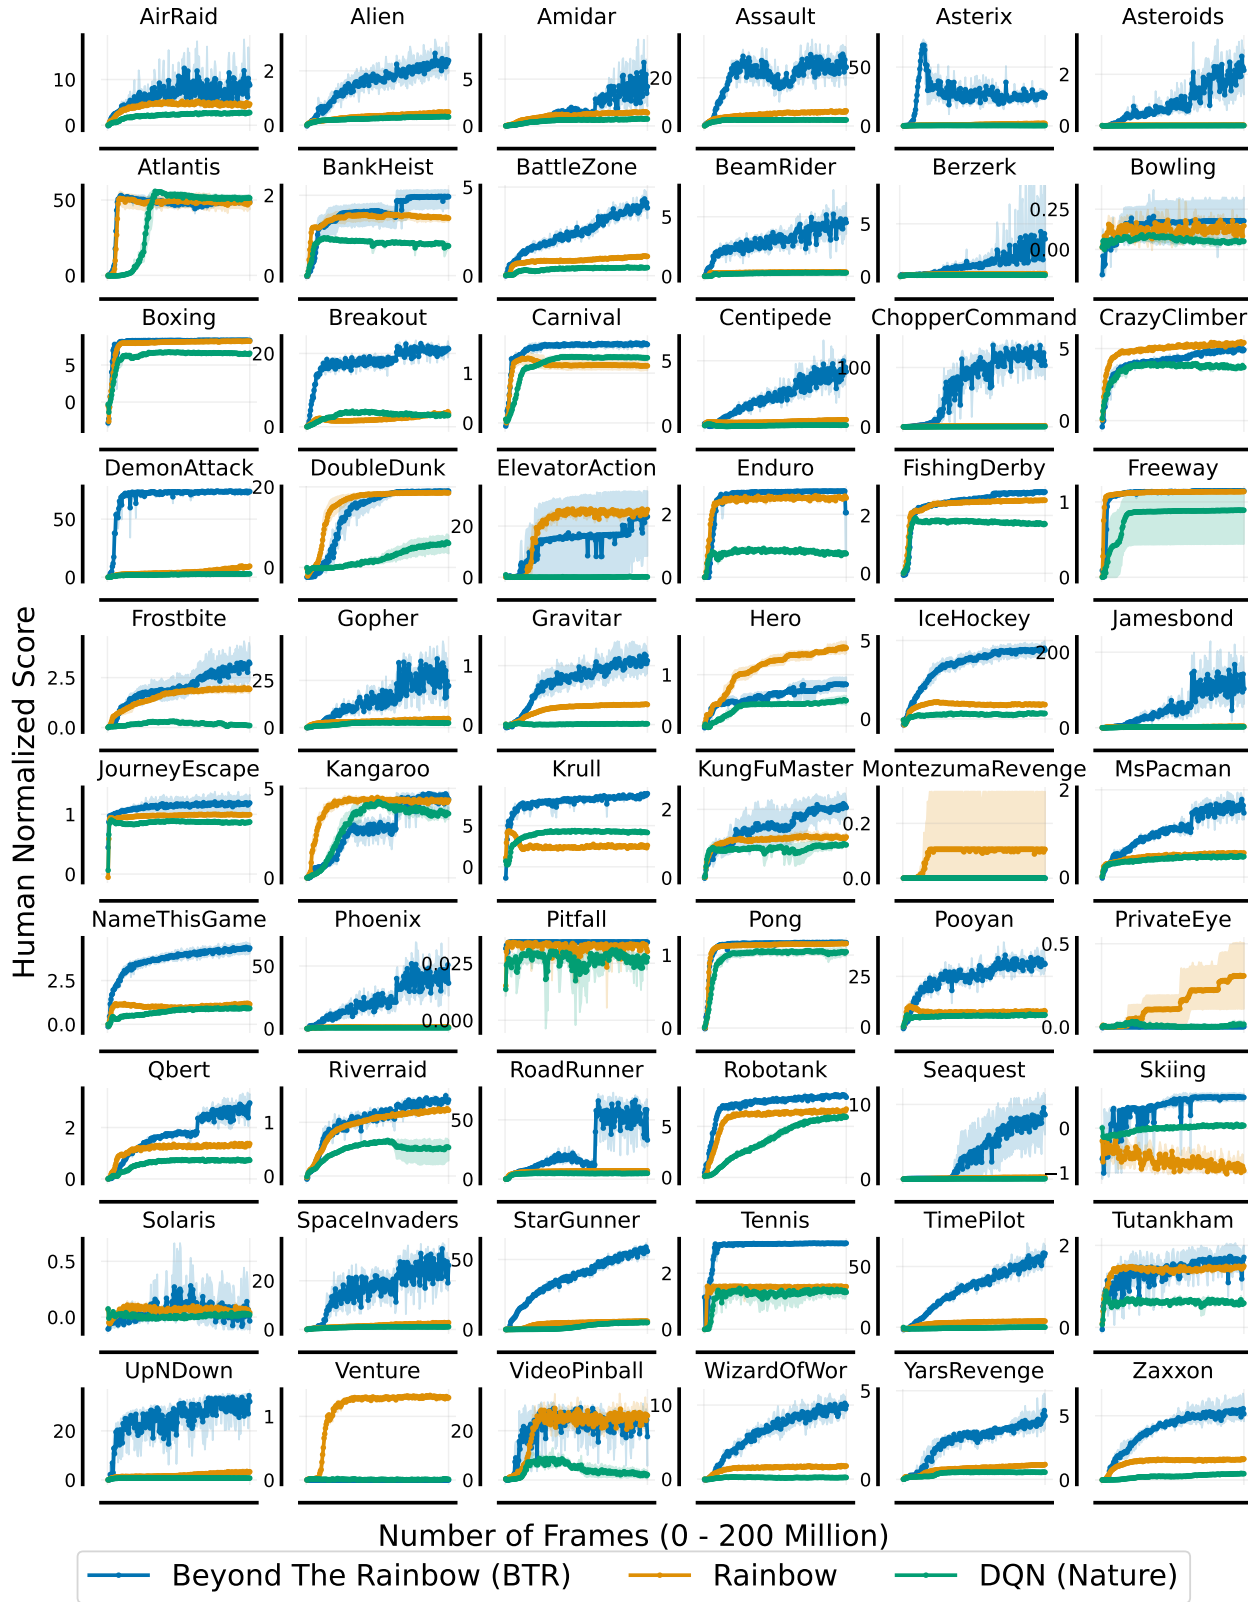 AirRaid Alien Amidar Assault Asterix Asteroids
10 2 5 20 50 2
0 0 0 0 0 0
Atlantis BankHeist BattleZone BeamRider Berzerk Bowling
50 2 5 5 5 0.25
0 0 0 0 0 0.00
Boxing Breakout Carnival Centipede ChopperCommand CrazyClimber
5 20 1 5 100 5
0 0 0 0 0 0
DemonAttack DoubleDunk ElevatorAction Enduro FishingDerby Freeway
50 20 20 2 2 1
0 0 0 0 0 0
Frostbite Gopher Gravitar Hero IceHockey Jamesbond
2.5 25 1 1 5 200
0.0 0 0 0 0 0
JourneyEscape Kangaroo Krull KungFuMaster MontezumaRevenge MsPacman
1 5 5 2 0.2 2
0 0 0 0 0.0 0
NameThisGame Phoenix Pitfall Pong Pooyan PrivateEye
2.5 50 0.025 1 25 0.5
0.0 0 0.000 0 0 0.0
Qbert Riverraid RoadRunner Robotank Seaquest Skiing
2 1 50 10 10 0
0 0 0 0 0 −1
Solaris SpaceInvaders StarGunner Tennis TimePilot Tutankham
0.5 20 50 2 50 2
0.0 0 0 0 0 0
UpNDown Venture VideoPinball WizardOfWor YarsRevenge Zaxxon
20 1 20 10 5 5
0 0 0 0 0 0
Human Normalized Score
Number of Frames (0 - 200 Million)
Beyond The Rainbow (BTR) Rainbow DQN (Nature)